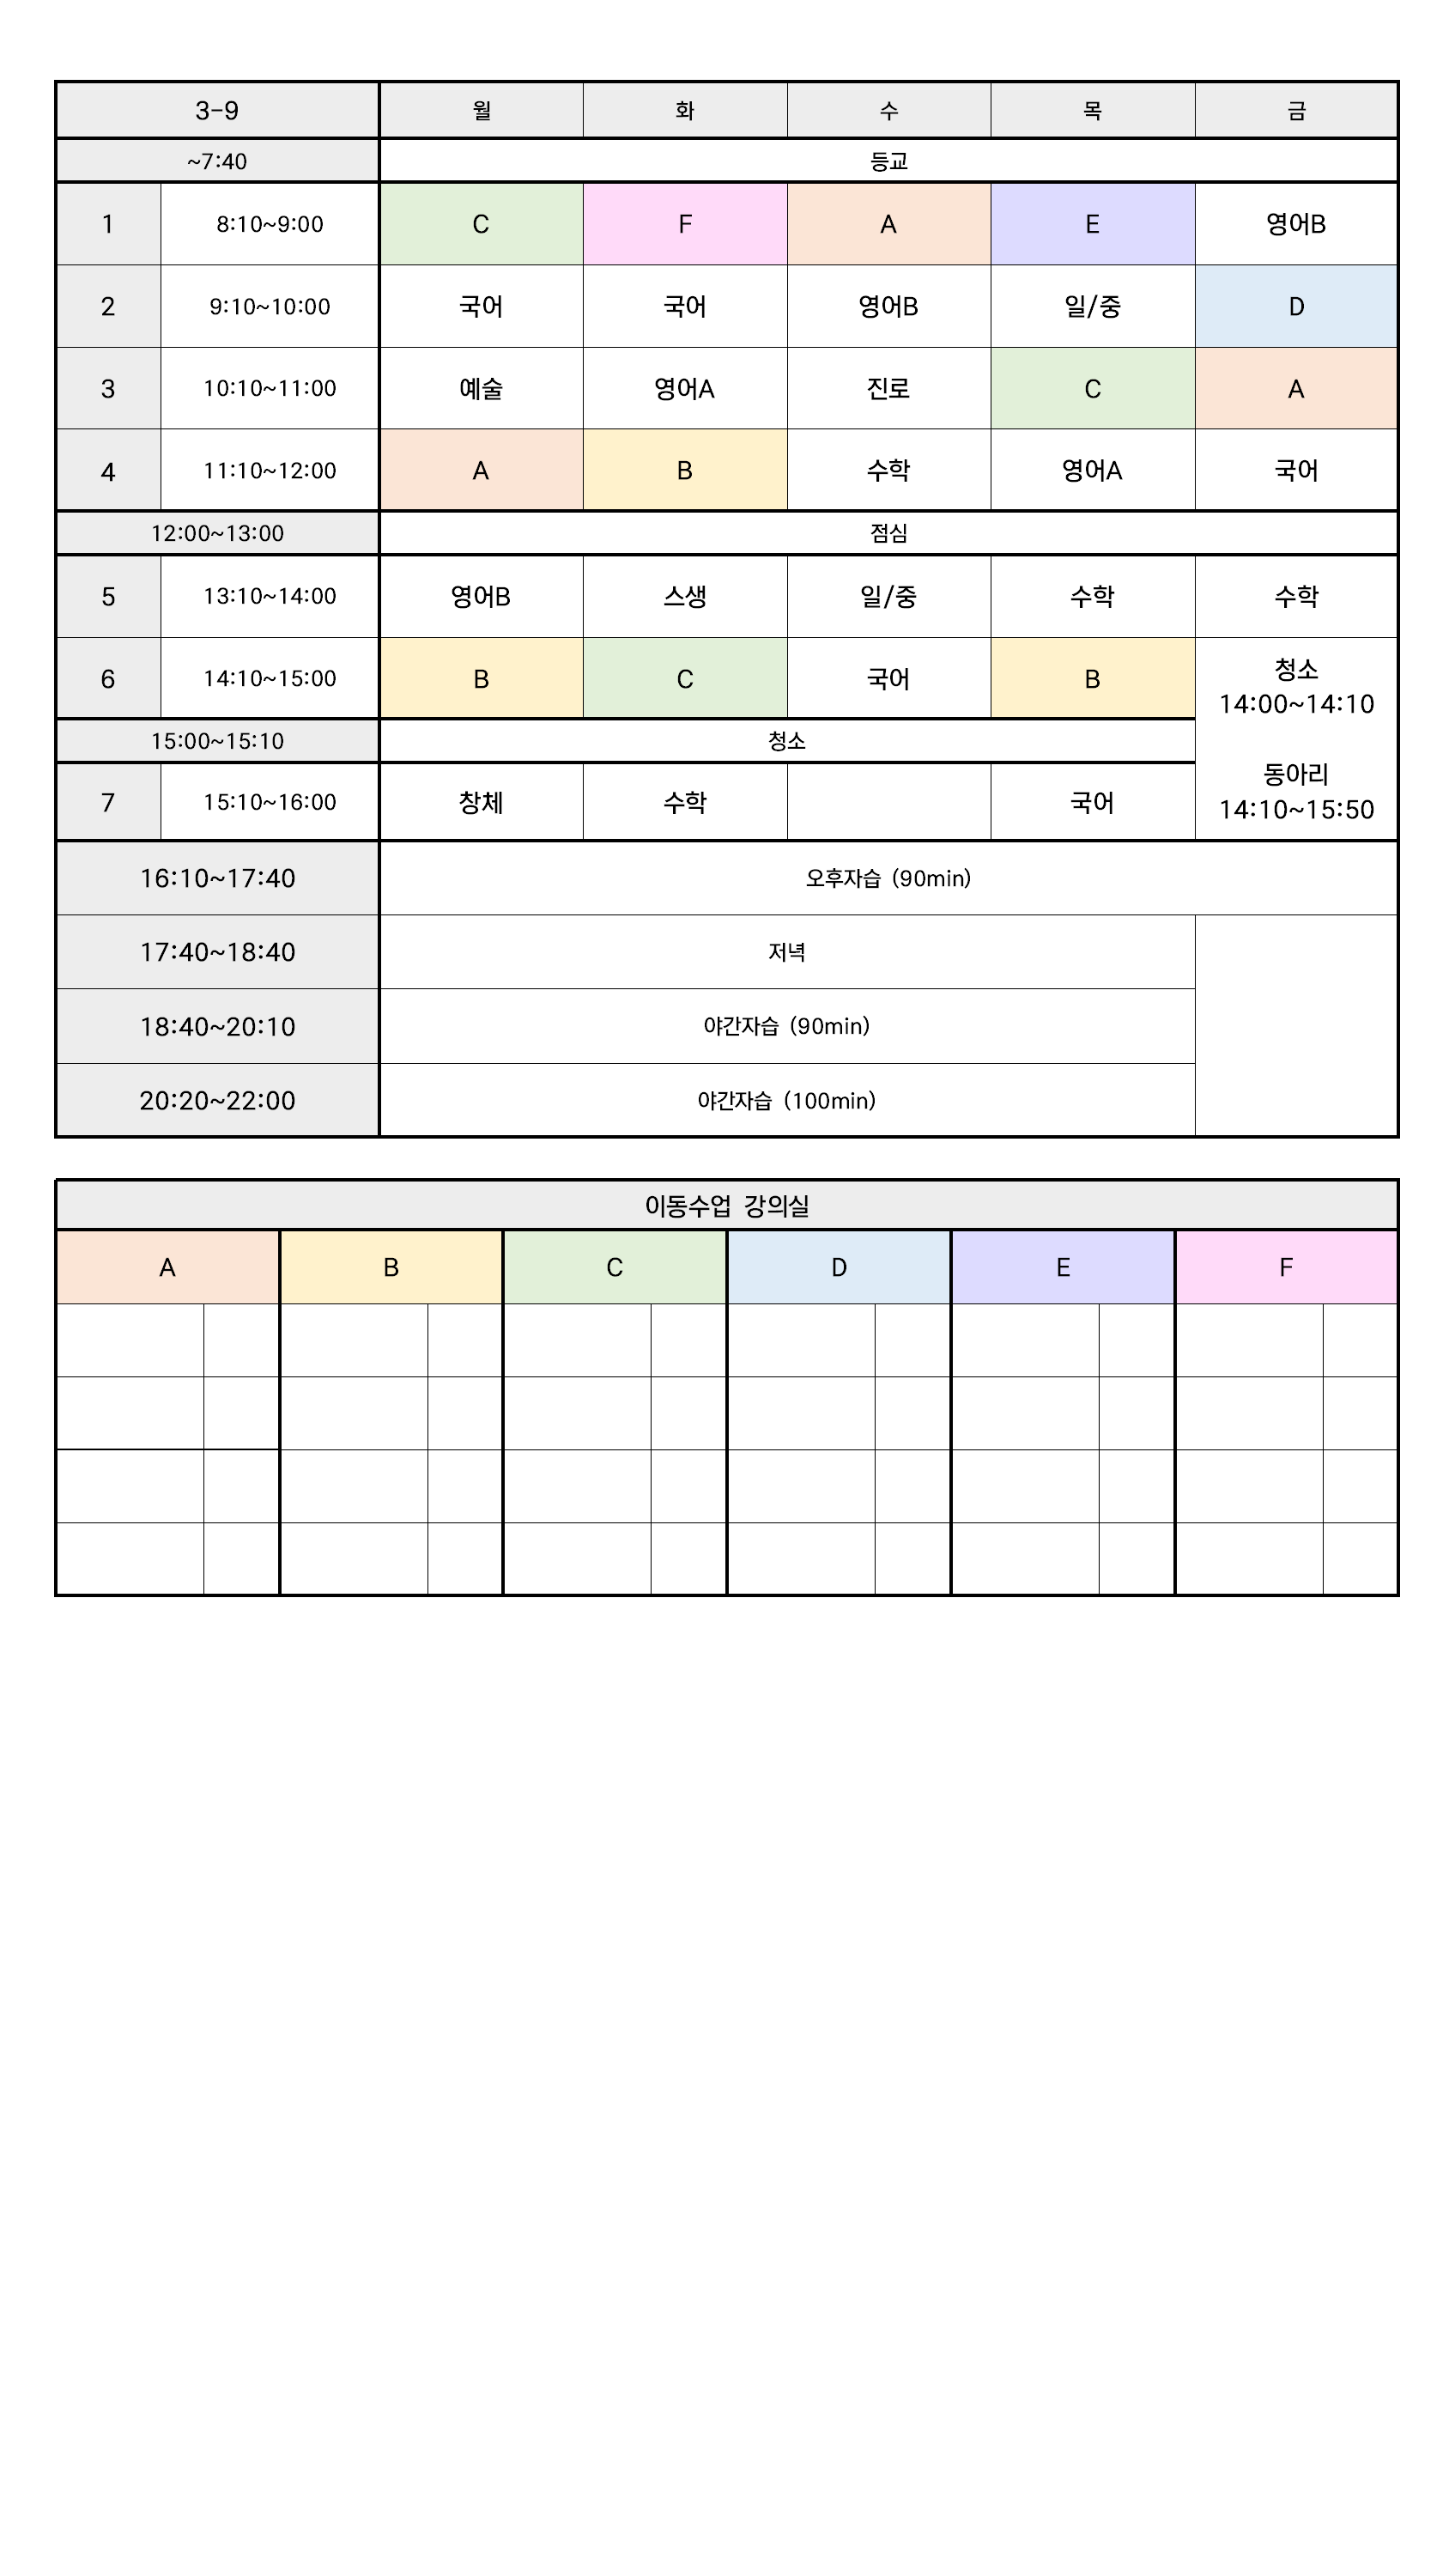 3-9 월 화 수 목 금
~7:40 등교
1 8:10~9:00 C F A E 영어B
2 9:10~10:00 국어 국어 영어B 일/중 D
3 10:10~11:00 예술 영어A 진로 C A
4 11:10~12:00 A B 수학 영어A 국어
12:00~13:00 점심
5 13:10~14:00 영어B 스생 일/중 수학 수학
6 14:10~15:00 B C 국어 B
청소
14:00~14:10
15:00~15:10 청소
동아리
14:10~15:50
7 15:10~16:00 창체 수학 국어
16:10~17:40 오후자습 (90min)
17:40~18:40 저녁
18:40~20:10 야간자습 (90min)
20:20~22:00 야간자습 (100min)
이동수업 강의실
A B C D E F